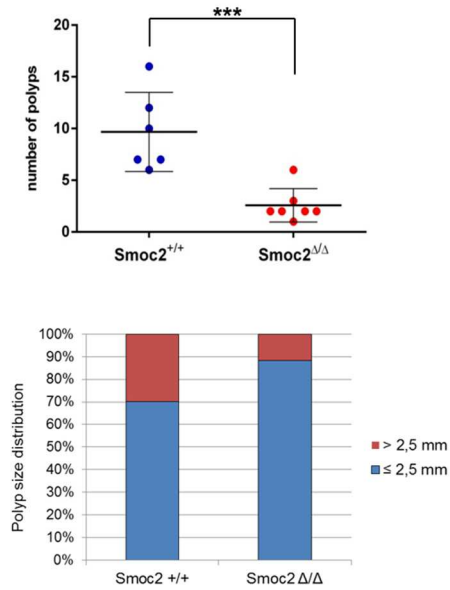 ***
number of polyps
20
15
10
5
0
Smoc2+/+
Smoc2Δ/Δ
Polyp size distribution
100%
90%
80%
70%
60%
50%
40%
30%
20%
10%
0%
> 2,5 mm
≤ 2,5 mm
Smoc2 +/+
Smoc2 Δ/Δ